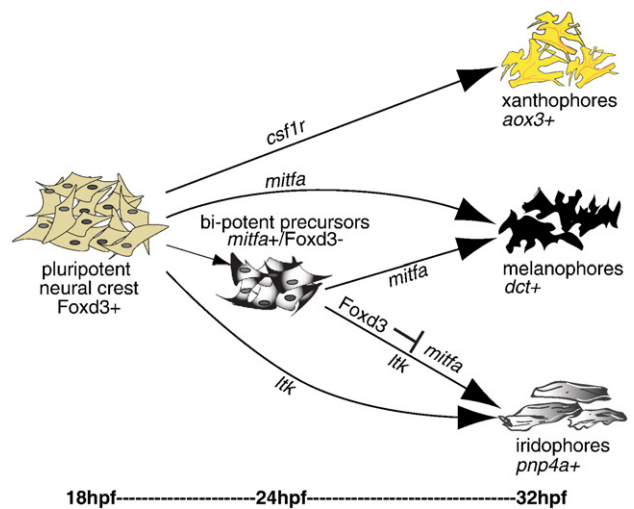 xanthophores
aox3+
csf1r
mitfa
bi-potent precursors
mitfa+/Foxd3-
pluripotent
neural crest
Foxd3+
mitfa
melanophores
dct+
Foxd3
mitfa
ltk
ltk
iridophores
pnp4a+
18hpf----------------------24hpf--------------------------------32hpf